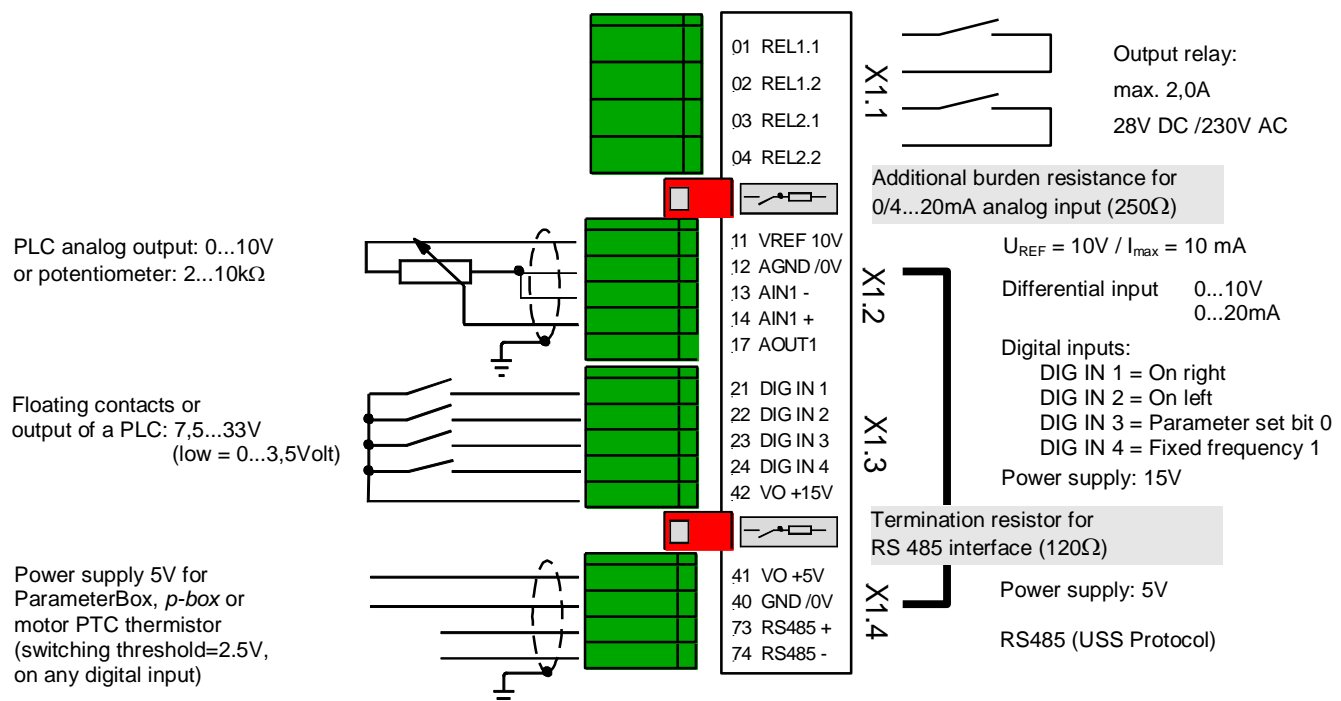 01 REL1.1
02 REL1.2
03 REL2.1
04 REL2.2
X1.1
Output relay:
max. 2,0A
28V DC /230V AC
Additional burden resistance for
0/4...20mA analog input (250Ω)
PLC analog output: 0...10V
or potentiometer: 2...10kΩ
11 VREF 10V
12 AGND /0V
13 AIN1 -
14 AIN1 +
17 AOUT1
X1.2
U_REF = 10V / I_max = 10 mA
Differential input 0...10V
0...20mA
Floating contacts or
output of a PLC: 7,5...33V
(low = 0...3,5Volt)
21 DIG IN 1
22 DIG IN 2
23 DIG IN 3
24 DIG IN 4
42 VO +15V
X1.3
Digital inputs:
DIG IN 1 = On right
DIG IN 2 = On left
DIG IN 3 = Parameter set bit 0
DIG IN 4 = Fixed frequency 1
Power supply: 15V
Termination resistor for
RS 485 interface (120Ω)
Power supply 5V for
ParameterBox, p-box or
motor PTC thermistor
(switching threshold=2.5V,
on any digital input)
41 VO +5V
40 GND /0V
73 RS485 +
74 RS485 -
X1.4
Power supply: 5V
RS485 (USS Protocol)